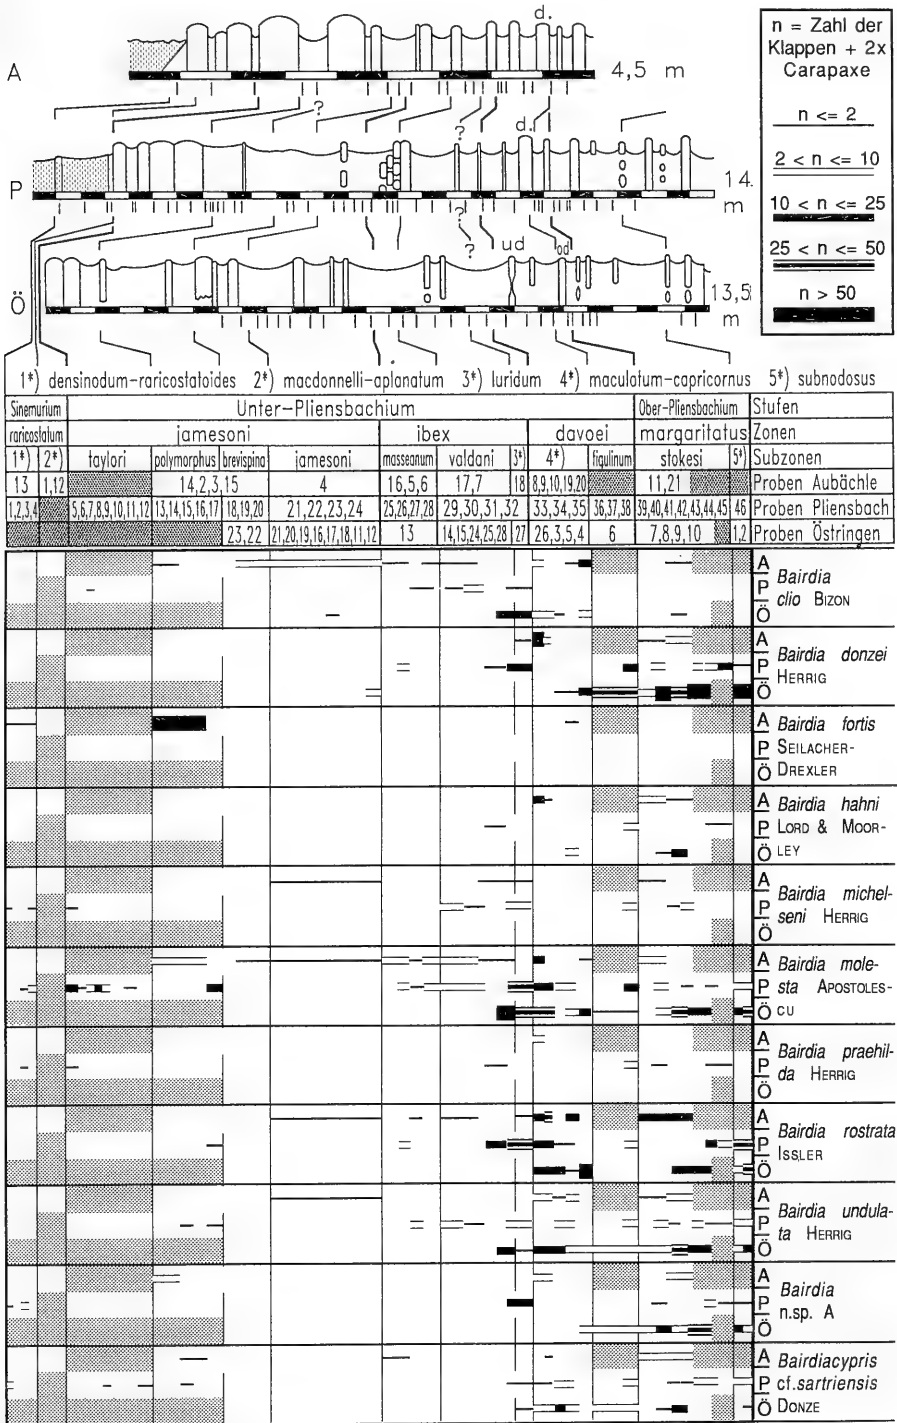 d.
n = Zahl der
Klappen + 2x
Carapaxe
n <= 2
2 < n <= 10
10 < n <= 25
25 < n <= 50
n > 50
A
4,5 m
?
?
d.
P
14.
m
?
?
ud
od
Ö
13,5
m
1*) densinodum-raricostatoides 2*) macdonnelli-aplanatum 3*) luridum 4*) maculatum-capricornus 5*) subnodosus
Sinemurium Unter-Pliensbachium Ober-Pliensbachium Stufen
raricostatum jamesoni ibex davoei margaritatus Zonen
1*) 2*) taylori polymorphus brevispina jamesoni masseanum valdani 3*) 4*) figulinum stokesi 5*) Subzonen
13 1,12 14,2,3,15 4 16,5,6 17,7 18 8,9,10,19,20 11,21 Proben Aubächle
1,2,3,4 5,6,7,8,9,10,11,12 13,14,15,16,17 18,19,20 21,22,23,24 25,26,27,28 29,30,31,32 33,34,35 36,37,38 39,40,41,42,43,44,45 46 Proben Pliensbach
23,22 21,20,19,16,17,18,11,12 13 14,15,24,25,28 27 26,3,5,4 6 7,8,9,10 1,2 Proben Östringen
A Bairdia
P clio BIZON
Ö
A
P Bairdia donzei
Ö HERRIG
A Bairdia fortis
P SEILACHER-
Ö DREXLER
A Bairdia hahni
P LORD & MOOR-
Ö LEY
A Bairdia michel-
P seni HERRIG
Ö
A Bairdia mole-
P sta APOSTOLES-
Ö CU
A Bairdia praehil-
P da HERRIG
Ö
A Bairdia rostrata
P ISSLER
Ö
A Bairdia undula-
P ta HERRIG
Ö
A Bairdia
P n.sp. A
Ö
A Bairdiacypris
P cf.sartriensis
Ö DONZE